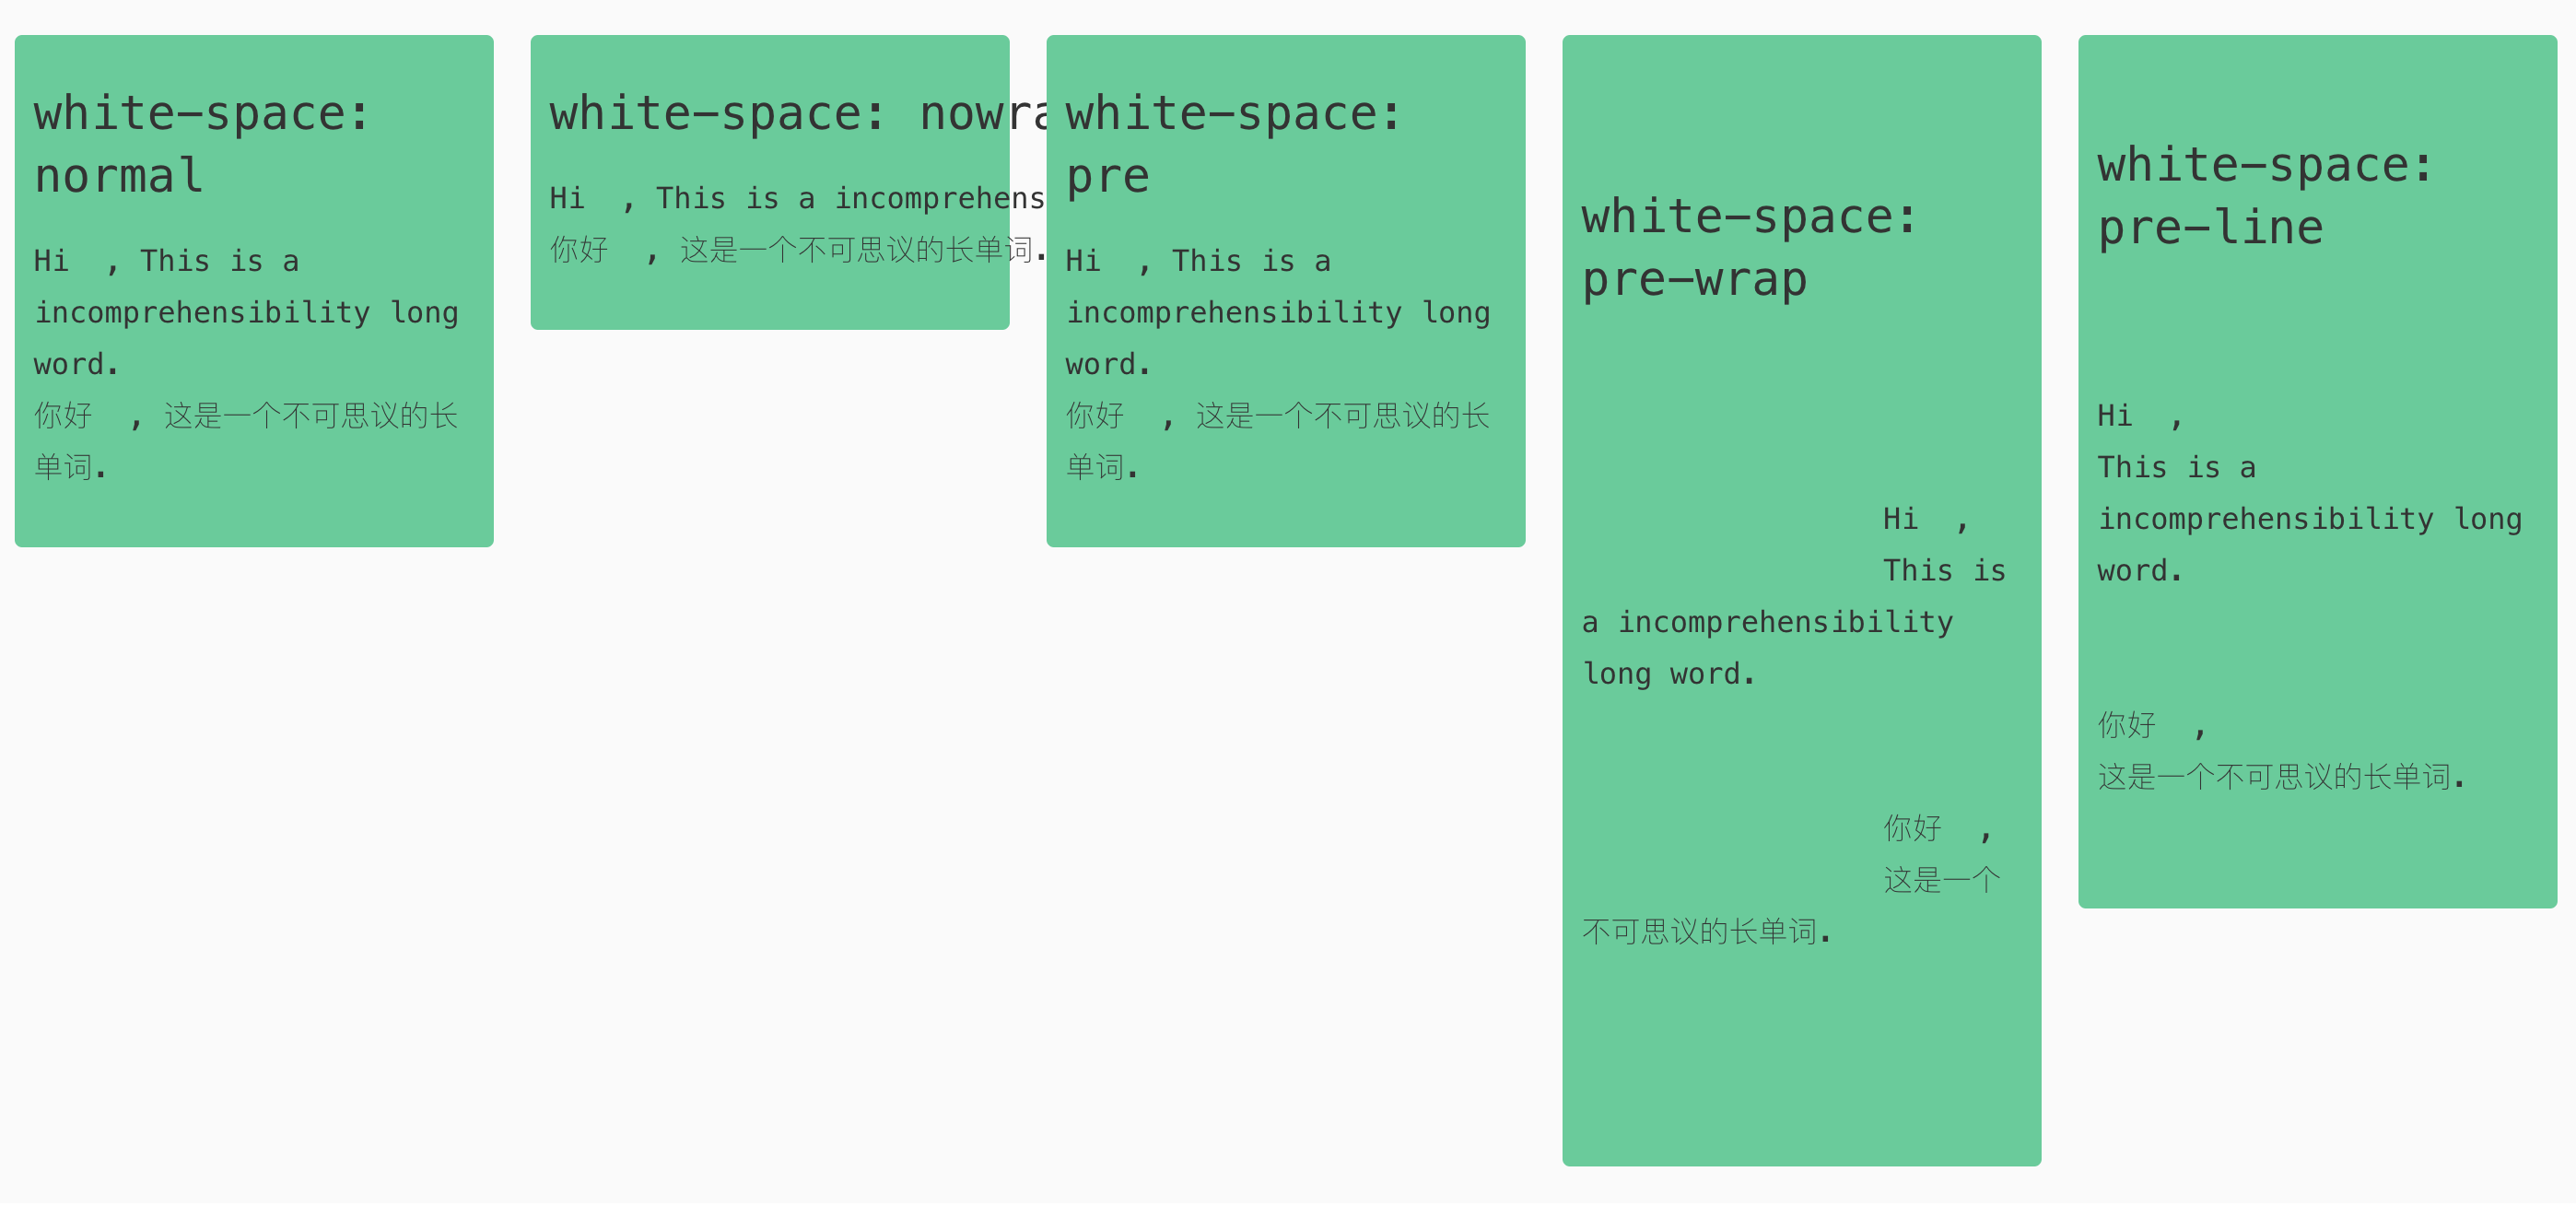 white-space:
normal
Hi  , This is a
incomprehensibility long
word.
你好  , 这是一个不可思议的长
单词.
white-space:
Hi  , This is a
你好  , 这是一个不可思议的长单词.
white-space:
pre
Hi  , This is a
incomprehensibility long
word.
你好  , 这是一个不可思议的长
单词.
white-space:
pre-wrap
Hi  ,
This is
a incomprehensibility
long word.
你好  ,
这是一个
不可思议的长单词.
white-space:
pre-line
Hi  ,
This is a
incomprehensibility long
word.
你好  ,
这是一个不可思议的长单词.